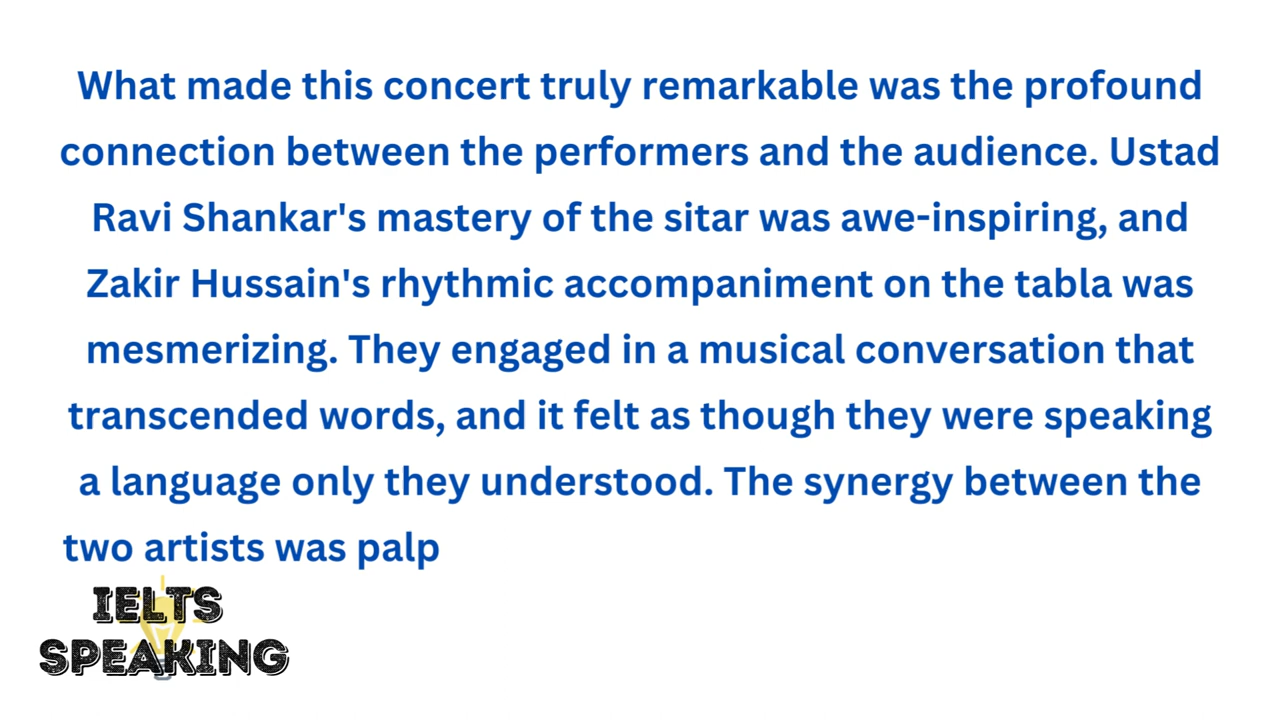 What made this concert truly remarkable was the profound
connection between the performers and the audience. Ustad
Ravi Shankar's mastery of the sitar was awe-inspiring, and
Zakir Hussain's rhythmic accompaniment on the tabla was
mesmerizing. They engaged in a musical conversation that
transcended words, and it felt as though they were speaking
a language only they understood. The synergy between the
two artists was palp
IELTS
SPEAKING